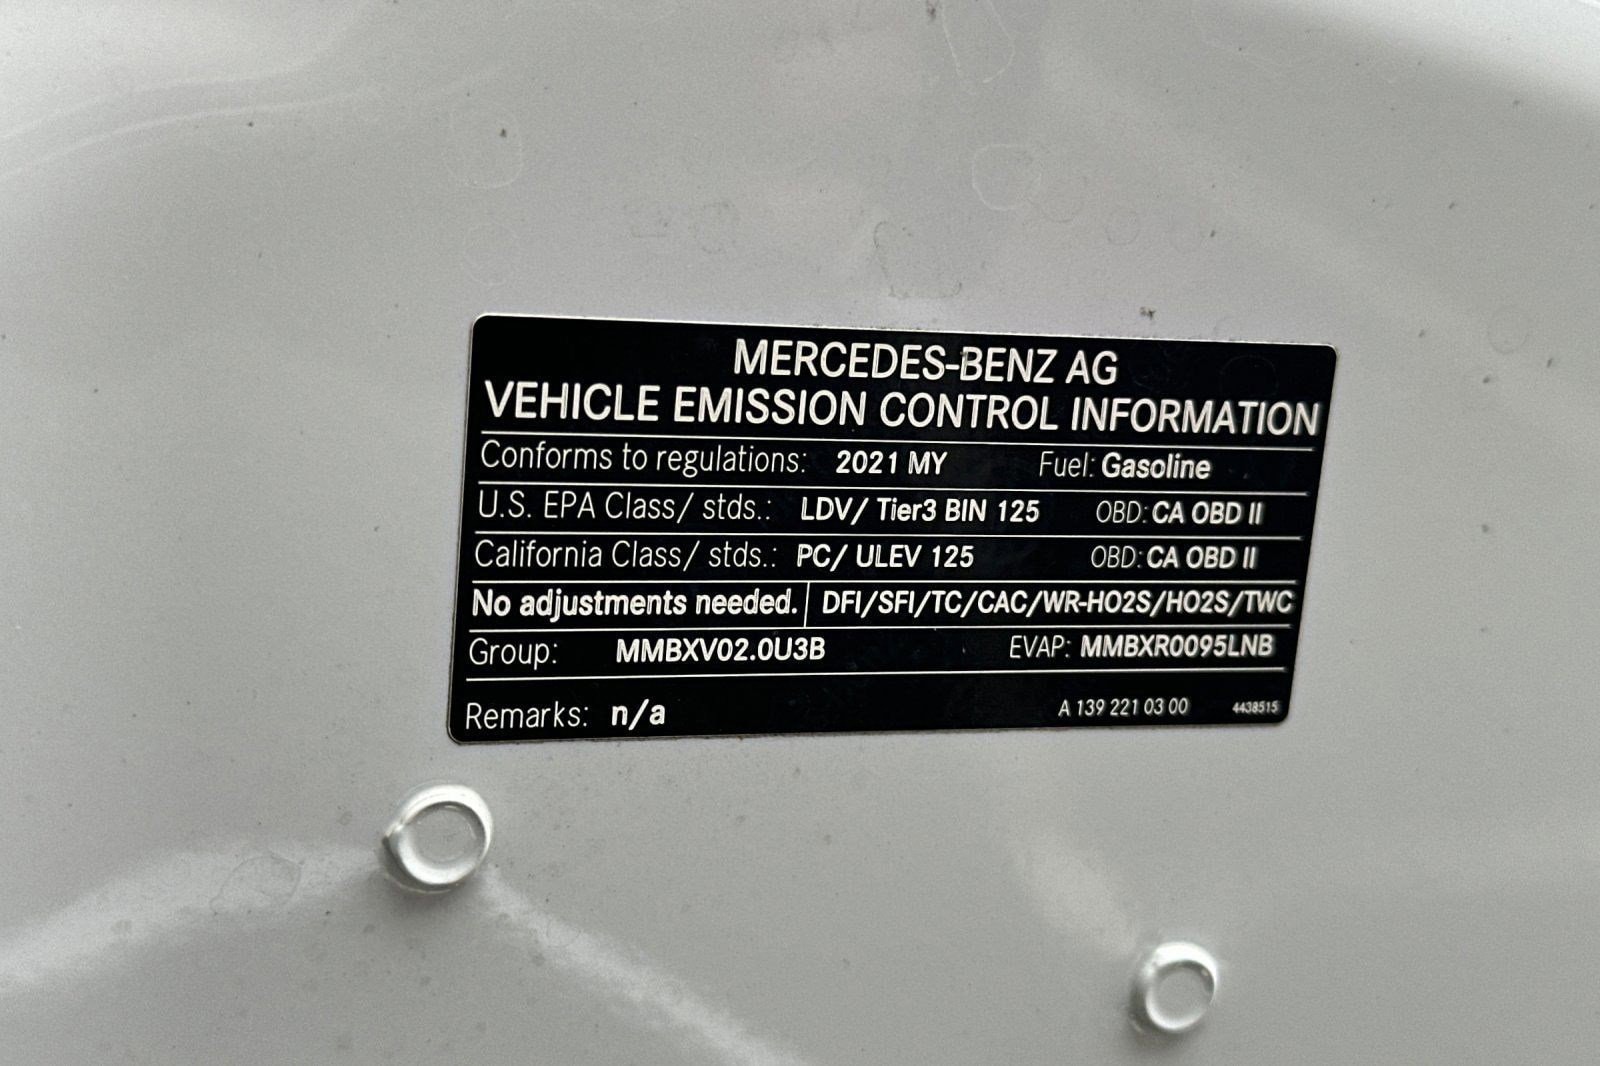 MERCEDES-BENZ AG
VEHICLE EMISSION CONTROL INFORMATION
Conforms to regulations: 2021 MY Fuel: Gasoline
U.S. EPA Class/ stds.: LDV/ Tier3 BIN 125 OBD: CA OBD II
California Class/ stds.: PC/ ULEV 125 OBD: CA OBD II
No adjustments needed. DFI/SFI/TC/CAC/WR-HO2S/HO2S/TWC
Group: MMBXV02.0U3B EVAP: MMBXR0095LNB
Remarks: n/a A 139 221 03 00 4438515